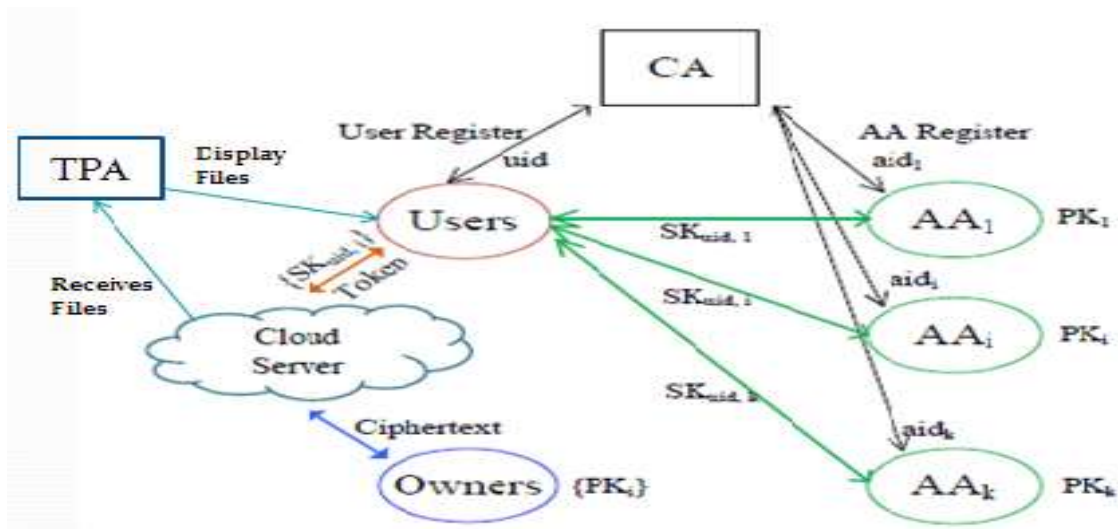 CA
User Register
uid
AA Register
aid₁
TPA
Display
Files
Users
SKuid, 1
AA₁
PK₁
{SKuid, i}
Token
Receives
Files
SKuid, i
aidᵢ
AAᵢ
PKᵢ
Cloud
Server
SKuid, k
Ciphertext
aidₖ
Owners
{PKᵢ}
AAₖ
PKₖ